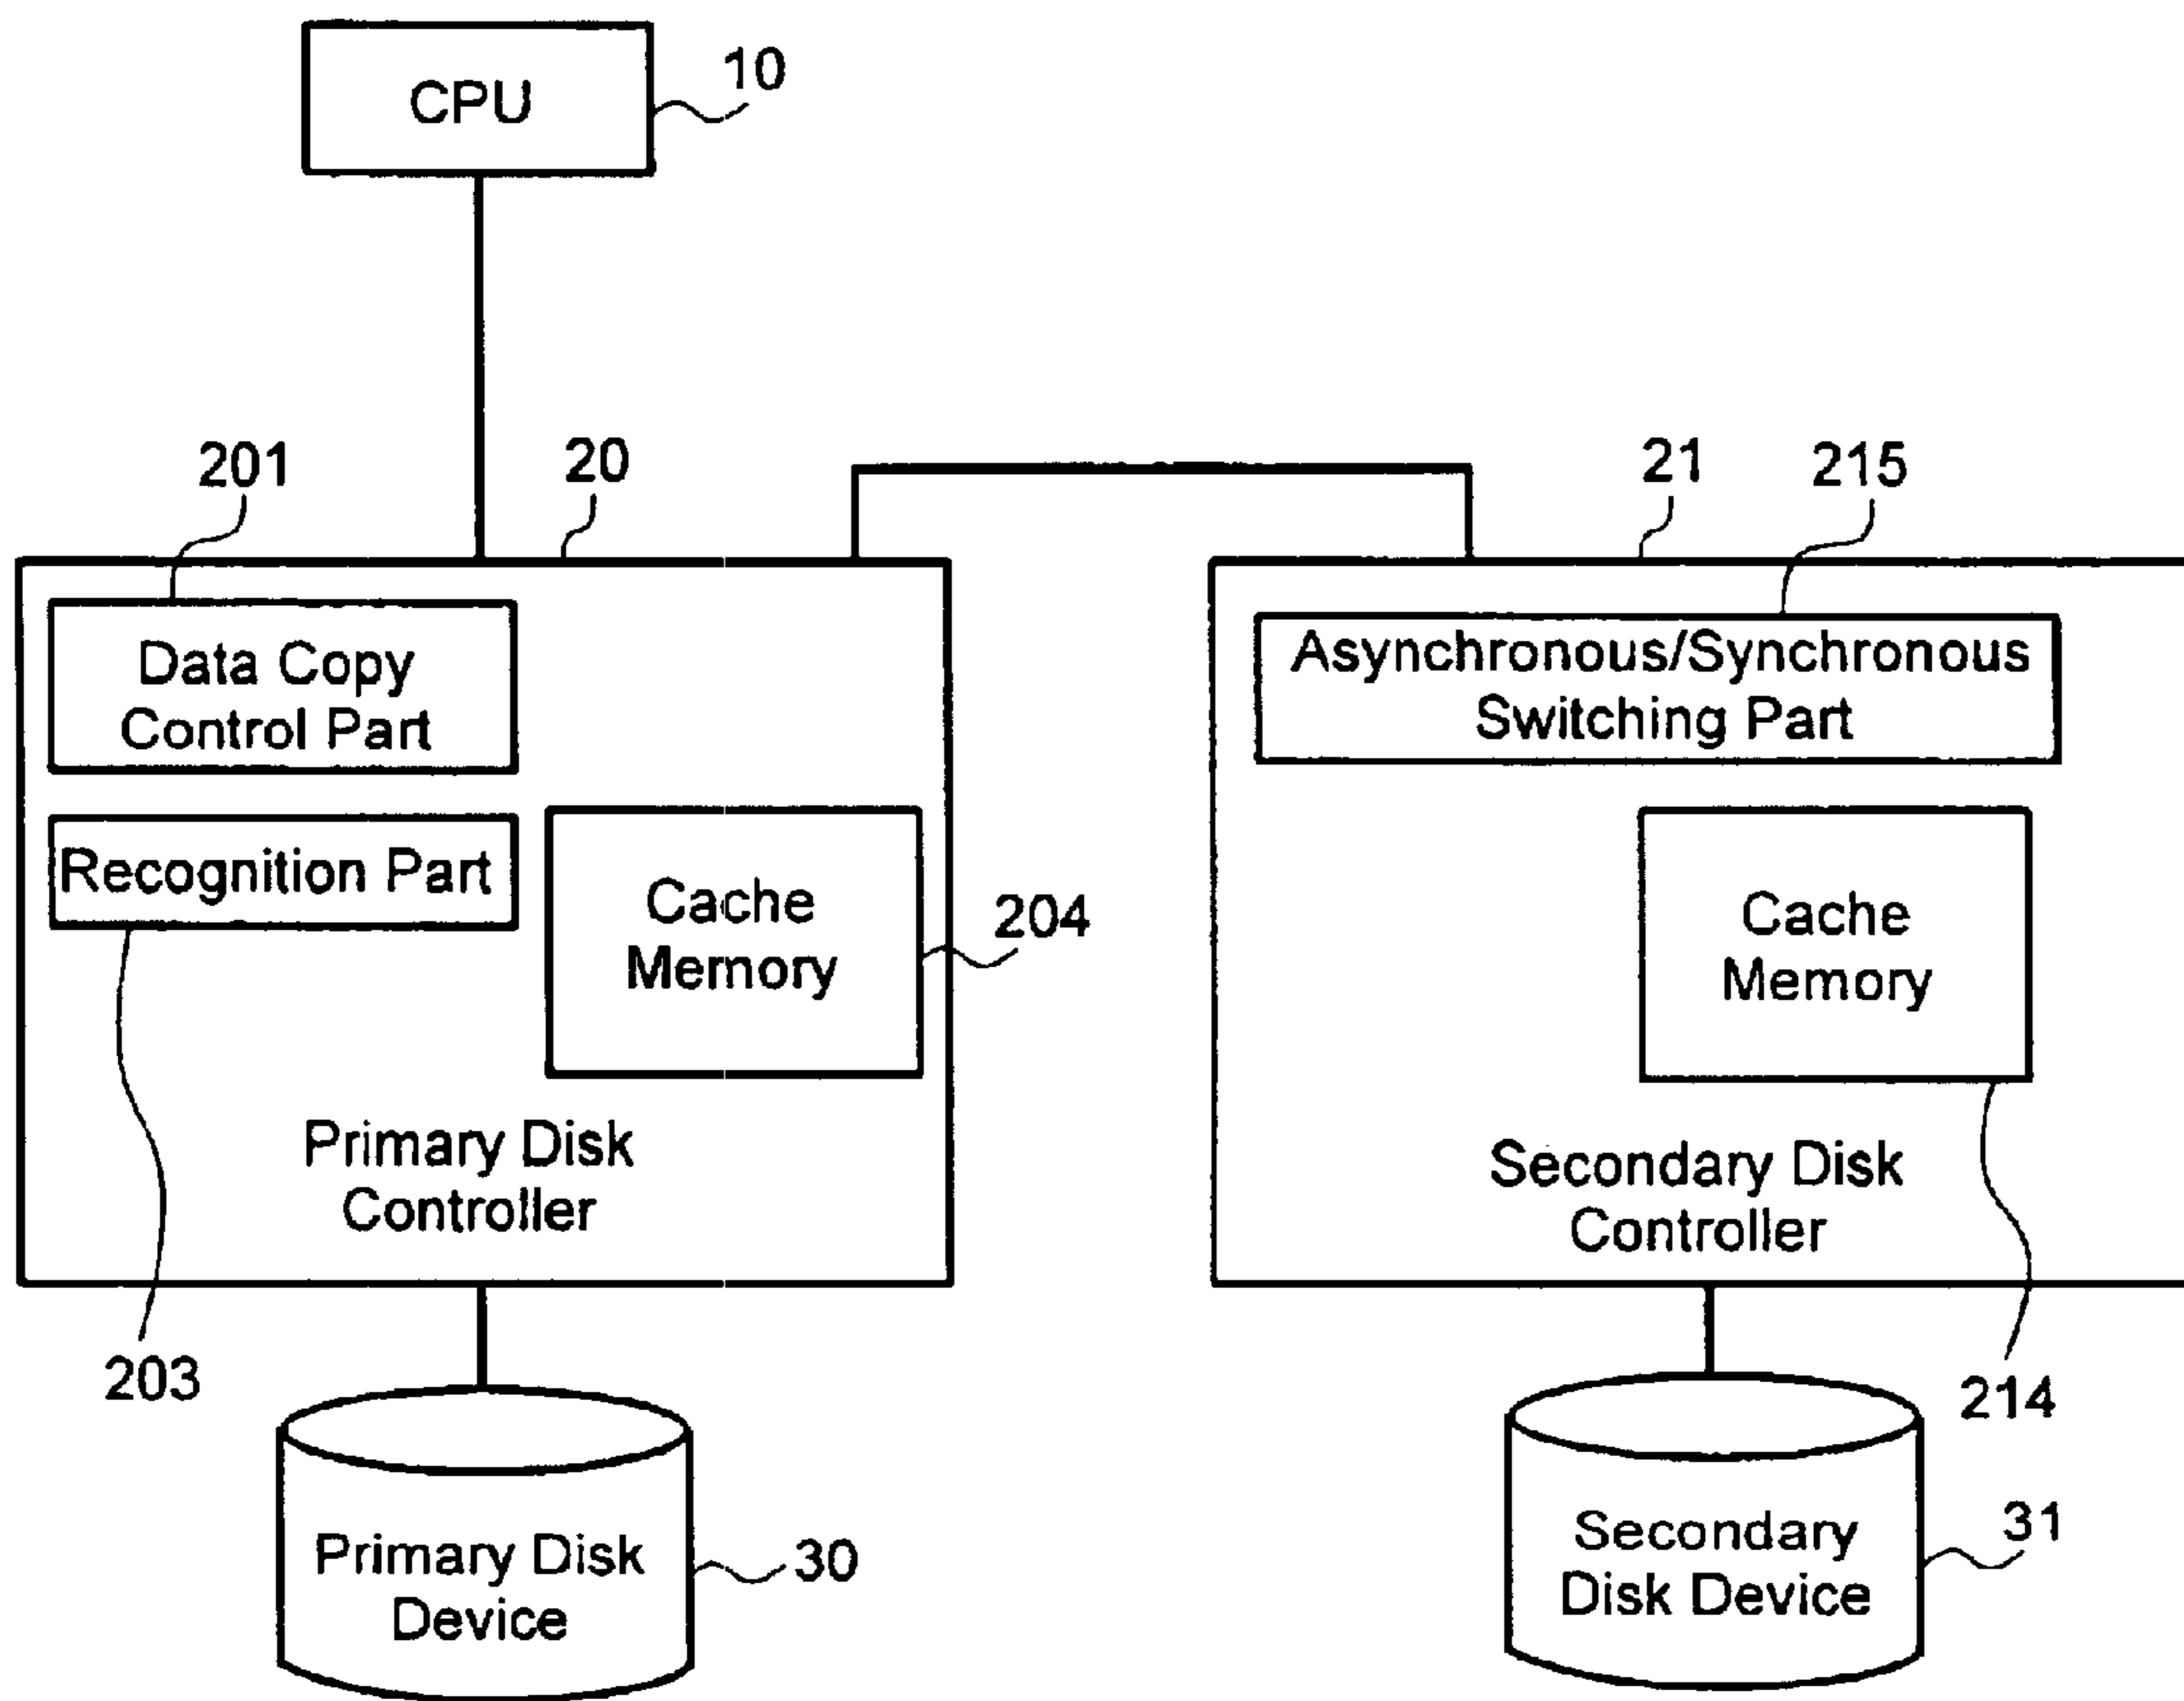 CPU
10
201
20
21
215
Data Copy
Control Part
Asynchronous/Synchronous
Switching Part
Recognition Part
Cache
Memory
204
Cache
Memory
Primary Disk
Controller
Secondary Disk
Controller
203
214
Primary Disk
Device
30
Secondary
Disk Device
31